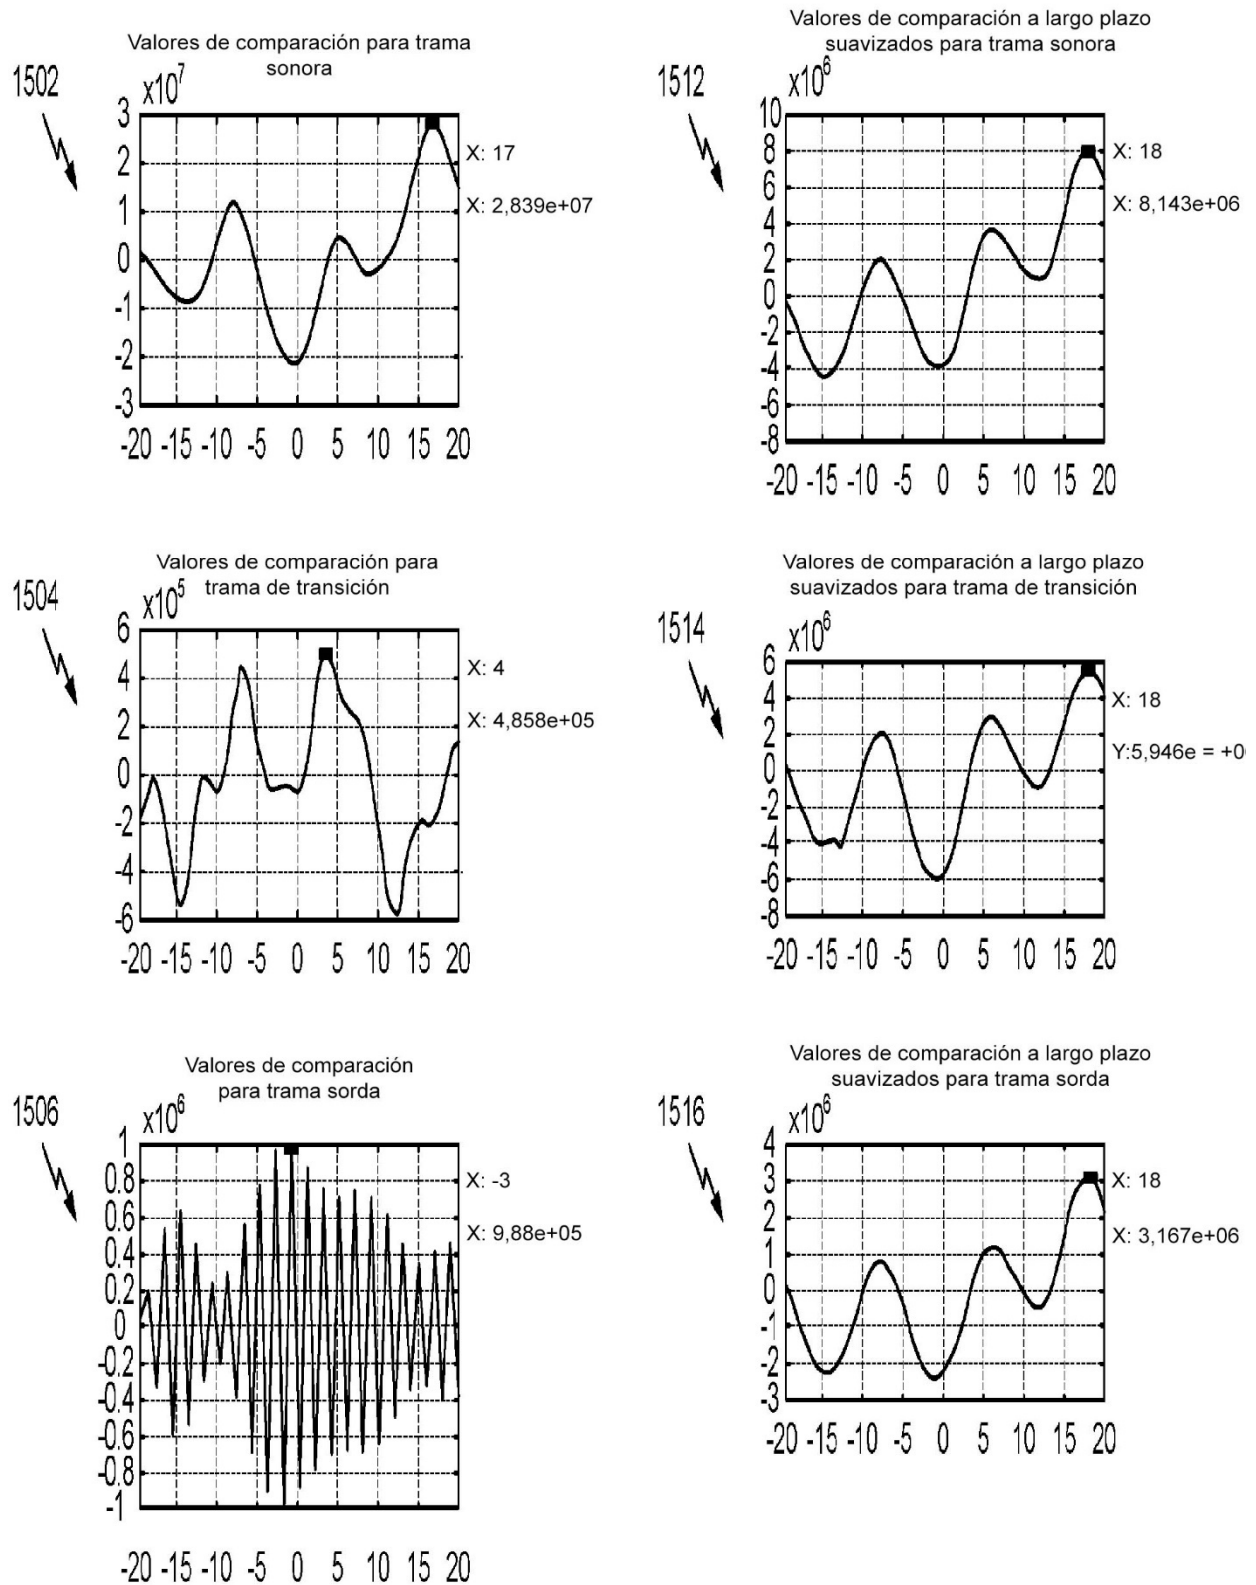 Valores de comparación para trama
sonora
1502
x10^7
3
2
1
0
-1
-2
-3
-20 -15 -10 -5 0 5 10 15 20
X: 17
X: 2,839e+07
Valores de comparación a largo plazo
suavizados para trama sonora
1512
x10^6
10
8
6
4
2
0
-2
-4
-6
-8
-20 -15 -10 -5 0 5 10 15 20
X: 18
X: 8,143e+06
Valores de comparación para
trama de transición
1504
x10^5
6
4
2
0
-2
-4
-6
-20 -15 -10 -5 0 5 10 15 20
X: 4
X: 4,858e+05
Valores de comparación a largo plazo
suavizados para trama de transición
1514
x10^6
6
4
2
0
-2
-4
-6
-8
-20 -15 -10 -5 0 5 10 15 20
X: 18
Y:5,946e = +0
Valores de comparación
para trama sorda
1506
x10^6
1
0.8
0.6
0.4
0.2
0
-0.2
-0.4
-0.6
-0.8
-1
-20 -15 -10 -5 0 5 10 15 20
X: -3
X: 9,88e+05
Valores de comparación a largo plazo
suavizados para trama sorda
1516
x10^6
4
3
2
1
0
-1
-2
-3
-20 -15 -10 -5 0 5 10 15 20
X: 18
X: 3,167e+06